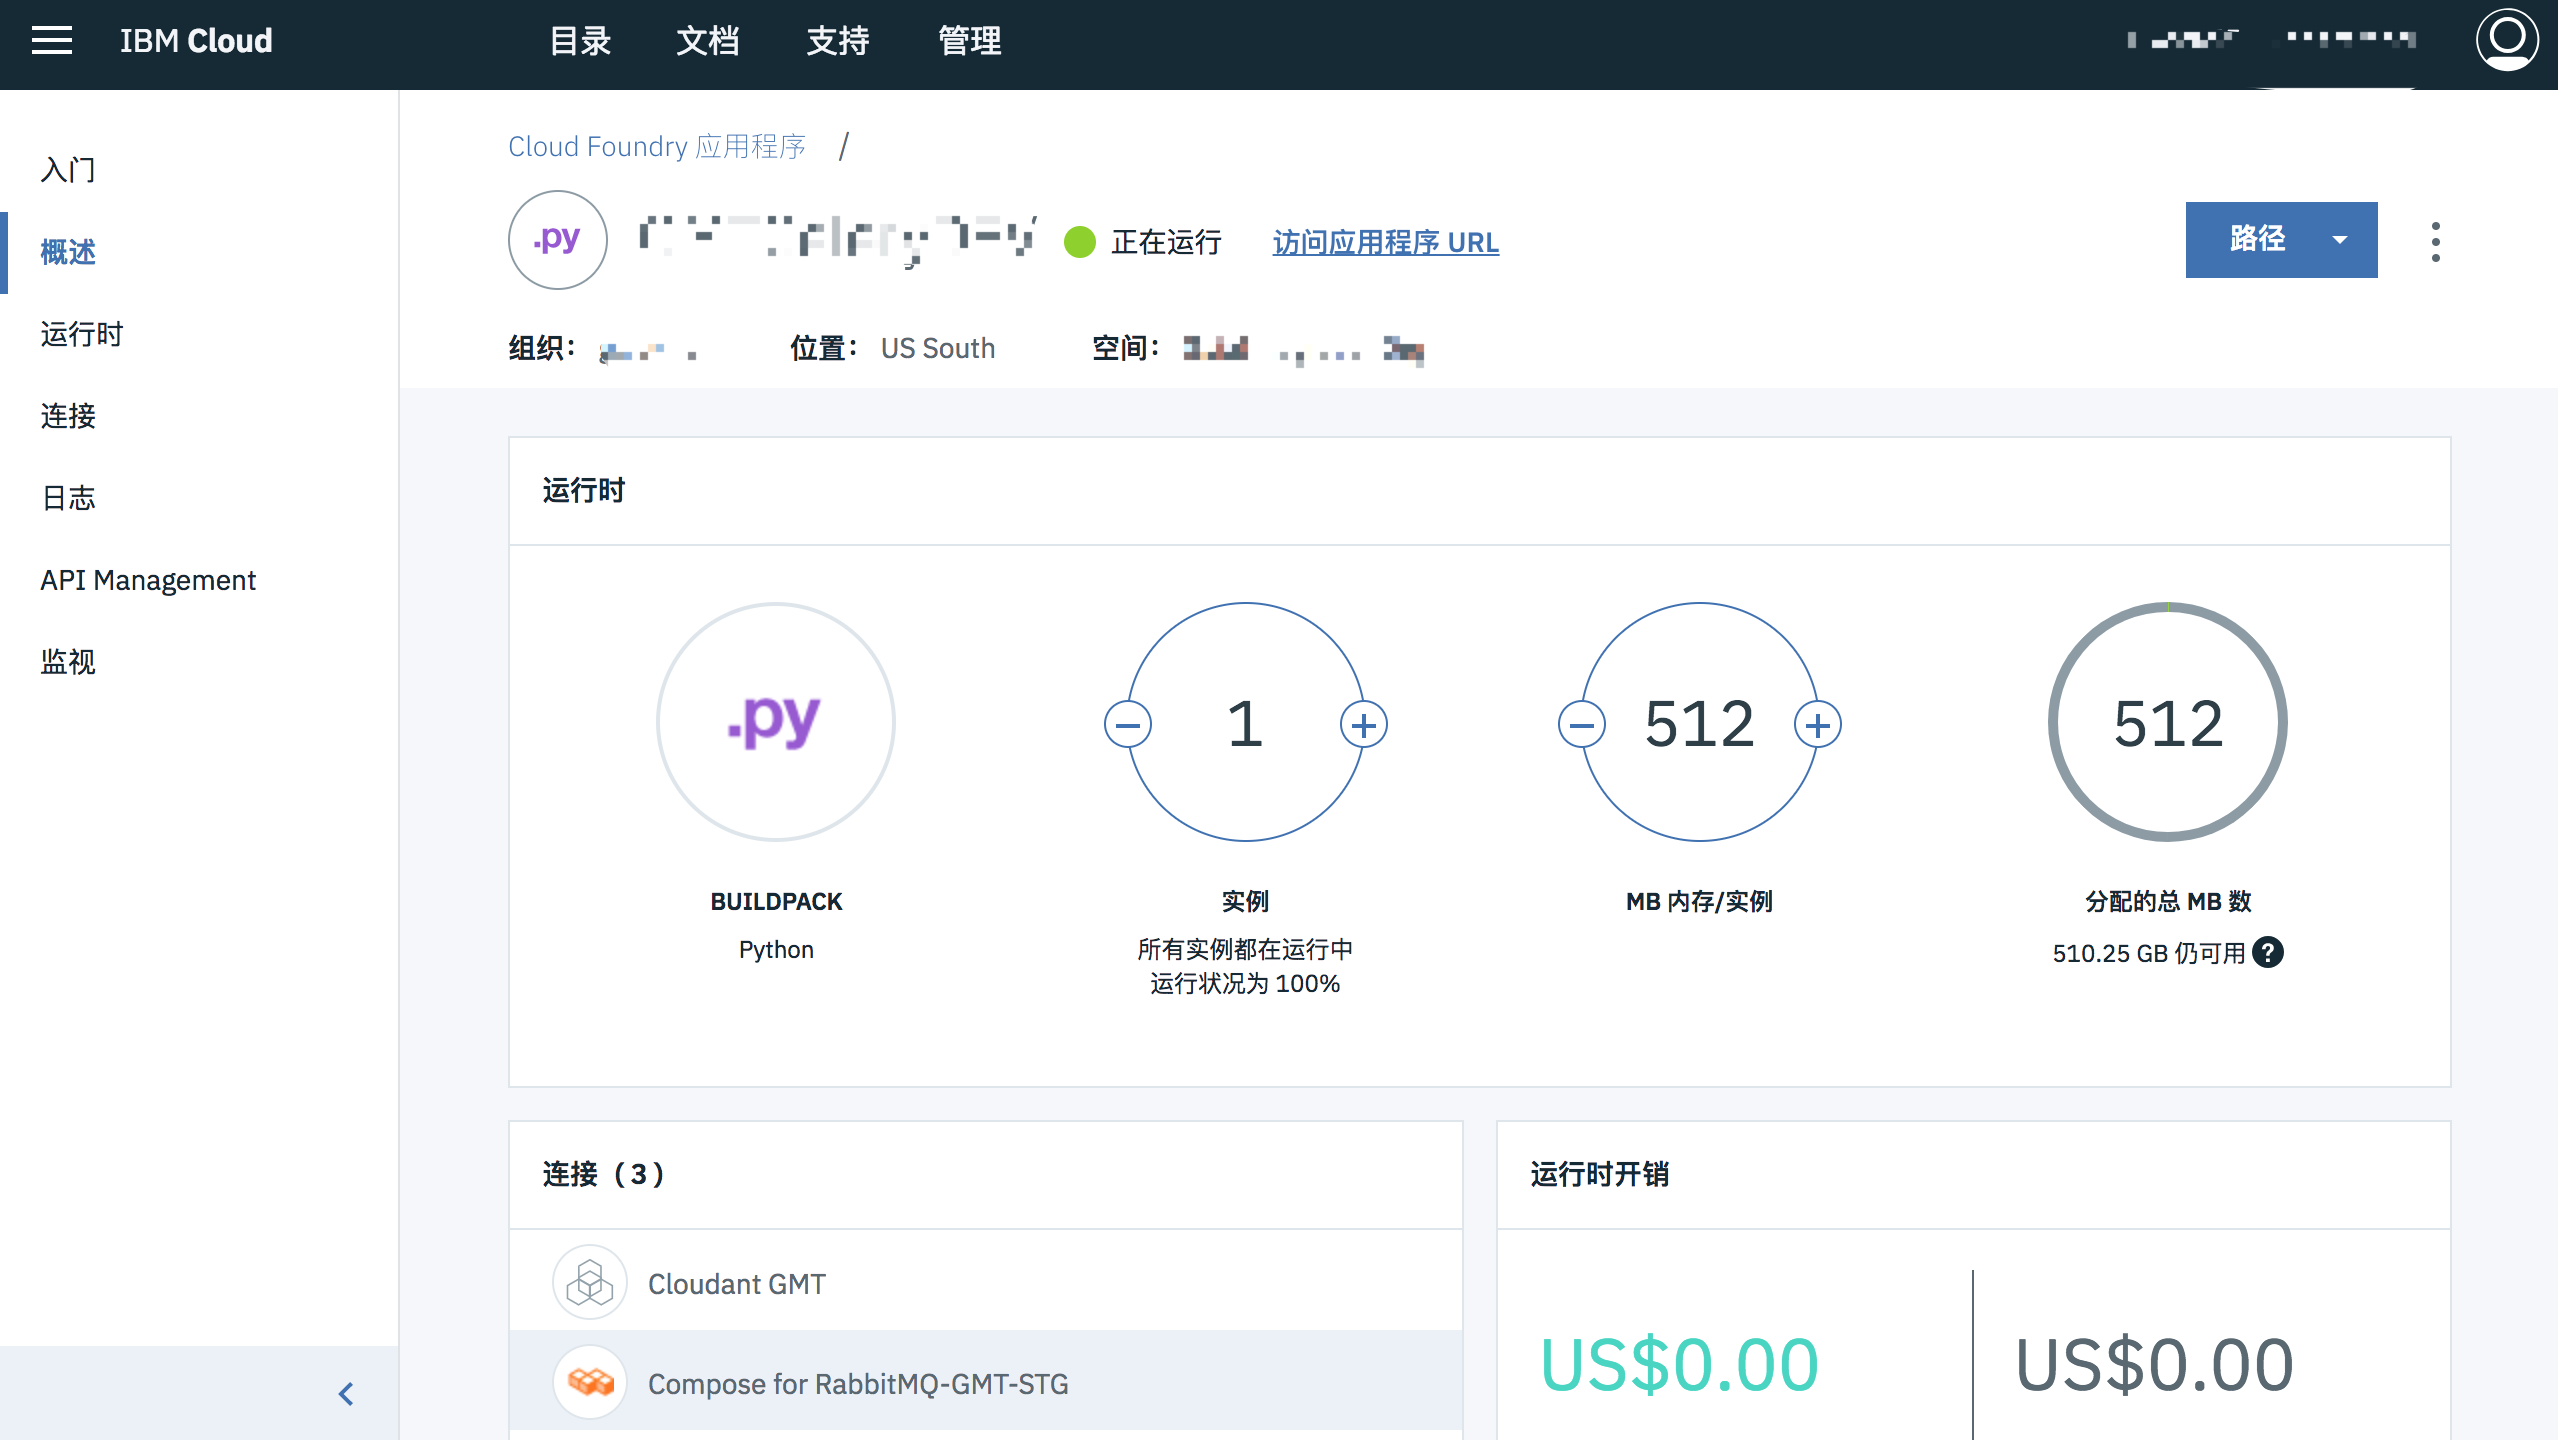 IBM Cloud 目录 文档 支持 管理
入门
概述
运行时
连接
日志
API Management
监视
Cloud Foundry 应用程序 /
.py 正在运行 访问应用程序 URL 路径
组织： 位置： US South 空间：
运行时
.py 1 512 512
BUILDPACK 实例 MB 内存/实例 分配的总 MB 数
Python 所有实例都在运行中 510.25 GB 仍可用 ?
运行状况为 100%
连接（3）
Cloudant GMT
Compose for RabbitMQ-GMT-STG
运行时开销
US$0.00 US$0.00